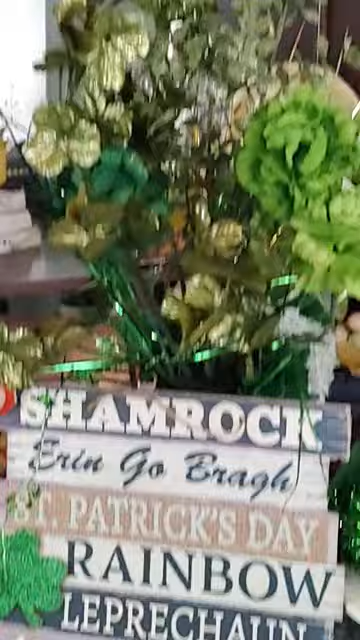 SHAMROCK
Erin Go Bragh
ST. PATRICK'S DAY
RAINBOW
LEPRECHAUN